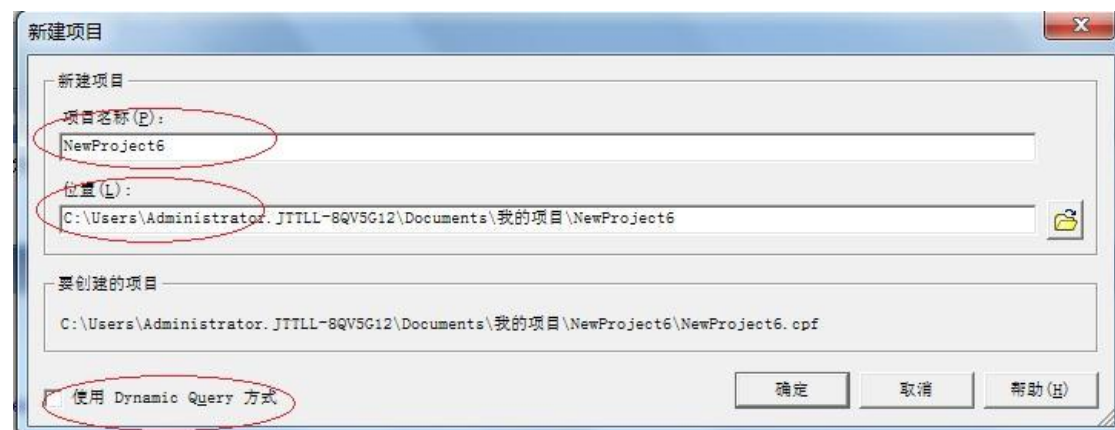 新建项目
新建项目
项目名称(P):
NewProject6
位置(L):
C:\Users\Administrator.JTTLL-8QV5G12\Documents\我的项目\NewProject6
要创建的项目
C:\Users\Administrator.JTTLL-8QV5G12\Documents\我的项目\NewProject6\NewProject6.cpf
使用 Dynamic Query 方式
确定
取消
帮助(H)